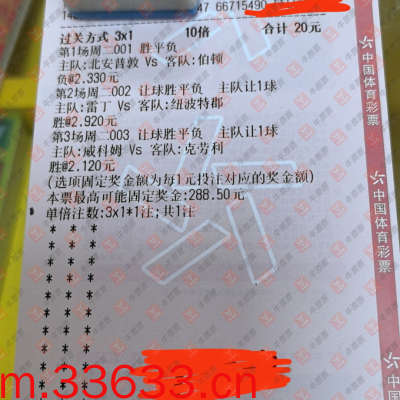 47 66715490
过关方式 3x1 10倍 合计 20元
第1场周二001 胜平负
主队:北安普敦 Vs 客队:伯顿
负@2.330元
第2场周二002 让球胜平负 主队让1球
主队:雷丁 Vs 客队:纽波特郡
胜@2.920元
第3场周二003 让球胜平负 主队让1球
主队:威科姆 Vs 客队:克劳利
胜@2.120元
(选项固定奖金额为每1元投注对应的奖金额)
本票最高可能固定奖金:288.50元
单倍注数:3x1*1注;共1注
* * *
* * *
* * *
* * *
* * *
* * *
* * *
* * *
* * *
中国体育彩票
中国体育彩票
中国体育彩票
m.33633.cn